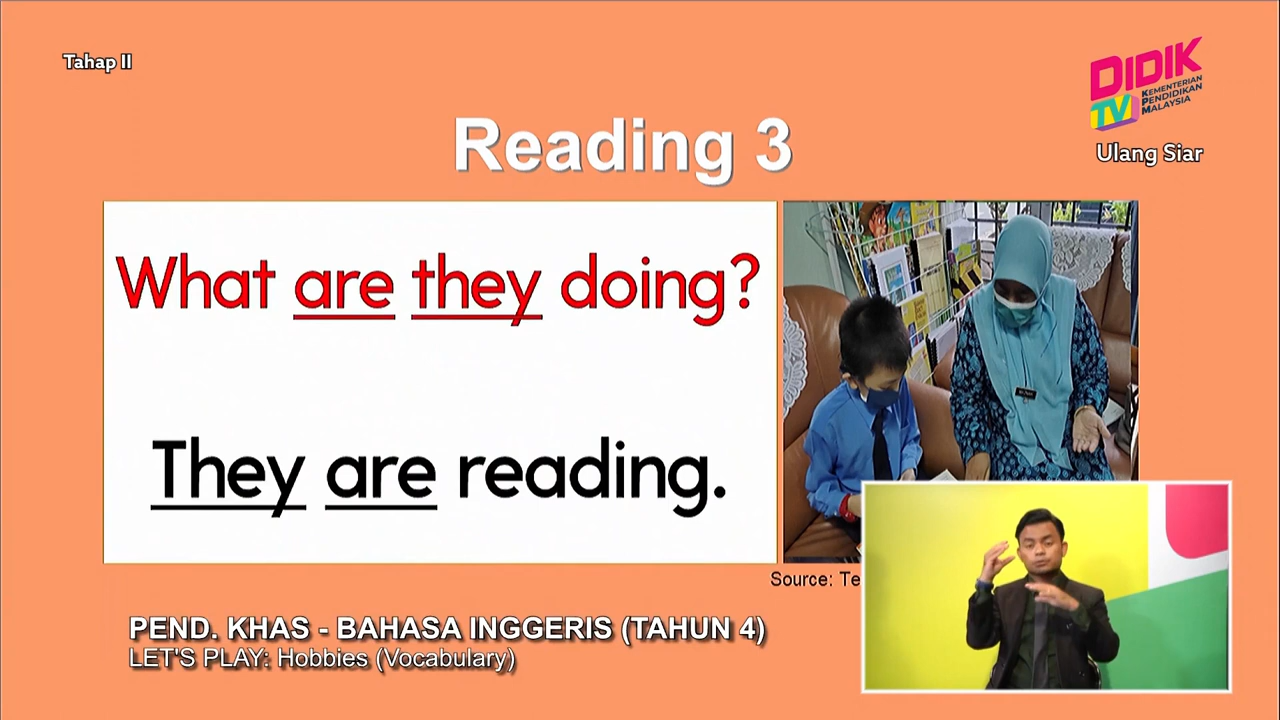 Tahap II
DIDIK
TV
KEMENTERIAN
PENDIDIKAN
MALAYSIA
Ulang Siar
Reading 3
What are they doing?
They are reading.
Source: Te
PEND. KHAS - BAHASA INGGERIS (TAHUN 4)
LET'S PLAY: Hobbies (Vocabulary)